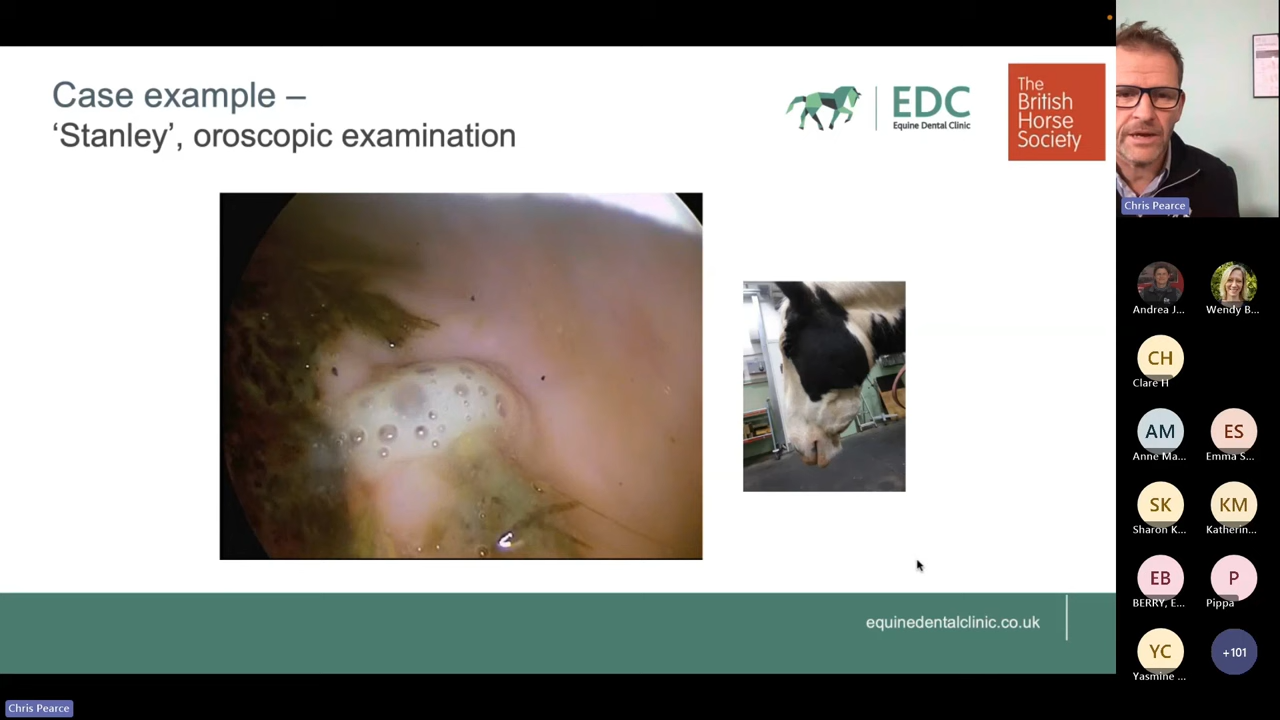 Case example –
'Stanley', oroscopic examination
EDC
Equine Dental Clinic
The
British
Horse
Society
Chris Pearce
Andrea J...
Wendy B...
CH
Clare H
AM
ES
Anne Ma...
Emma S...
SK
KM
Sharon K...
Katherin...
EB
P
BERRY, E...
Pippa
YC
+101
Yasmine ...
equinedentalclinic.co.uk
Chris Pearce